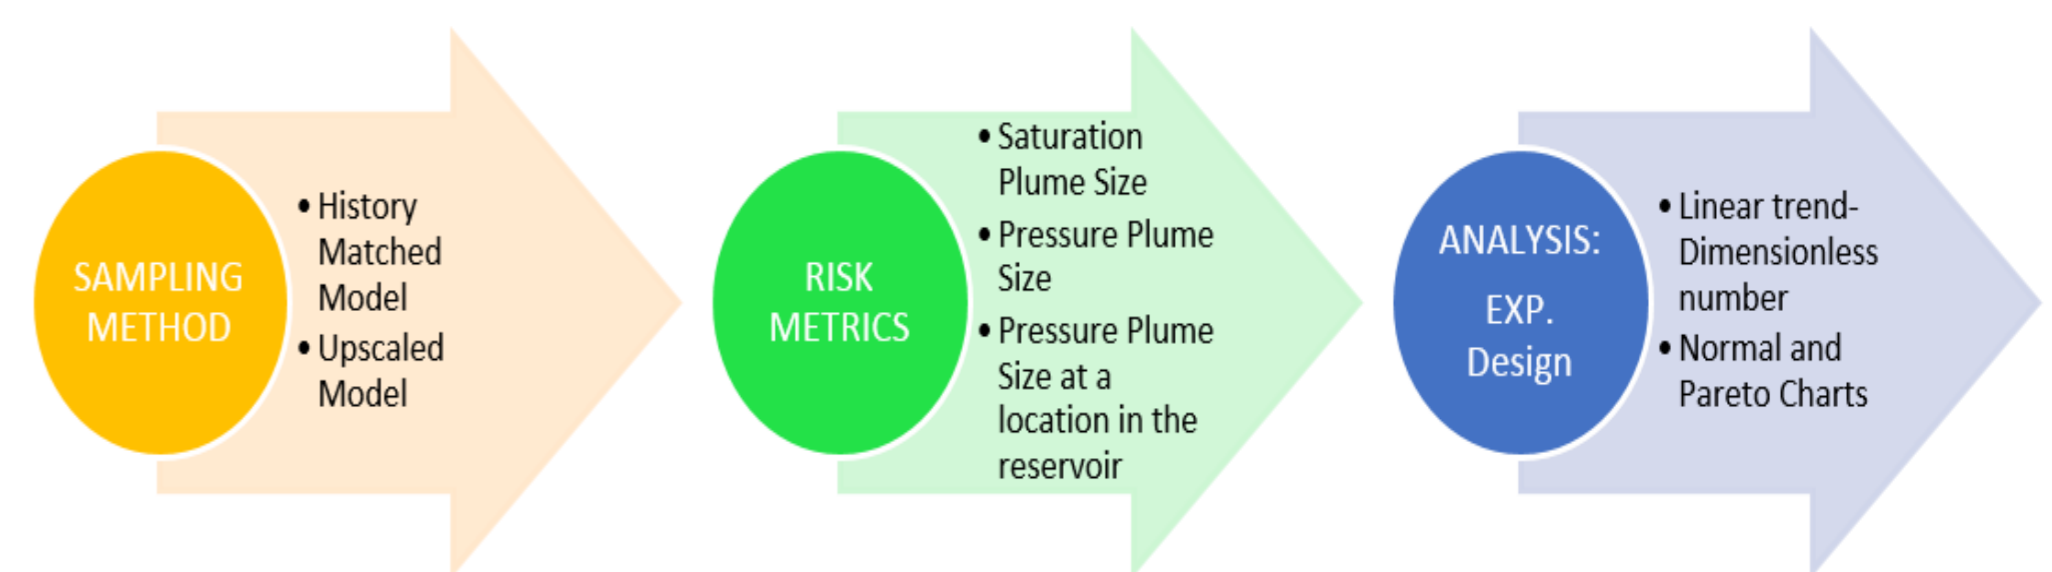 SAMPLING
METHOD
• History
Matched
Model
• Upscaled
Model
RISK
METRICS
• Saturation
Plume Size
• Pressure Plume
Size
• Pressure Plume
Size at a
location in the
reservoir
ANALYSIS:
EXP.
Design
• Linear trend-
Dimensionless
number
• Normal and
Pareto Charts